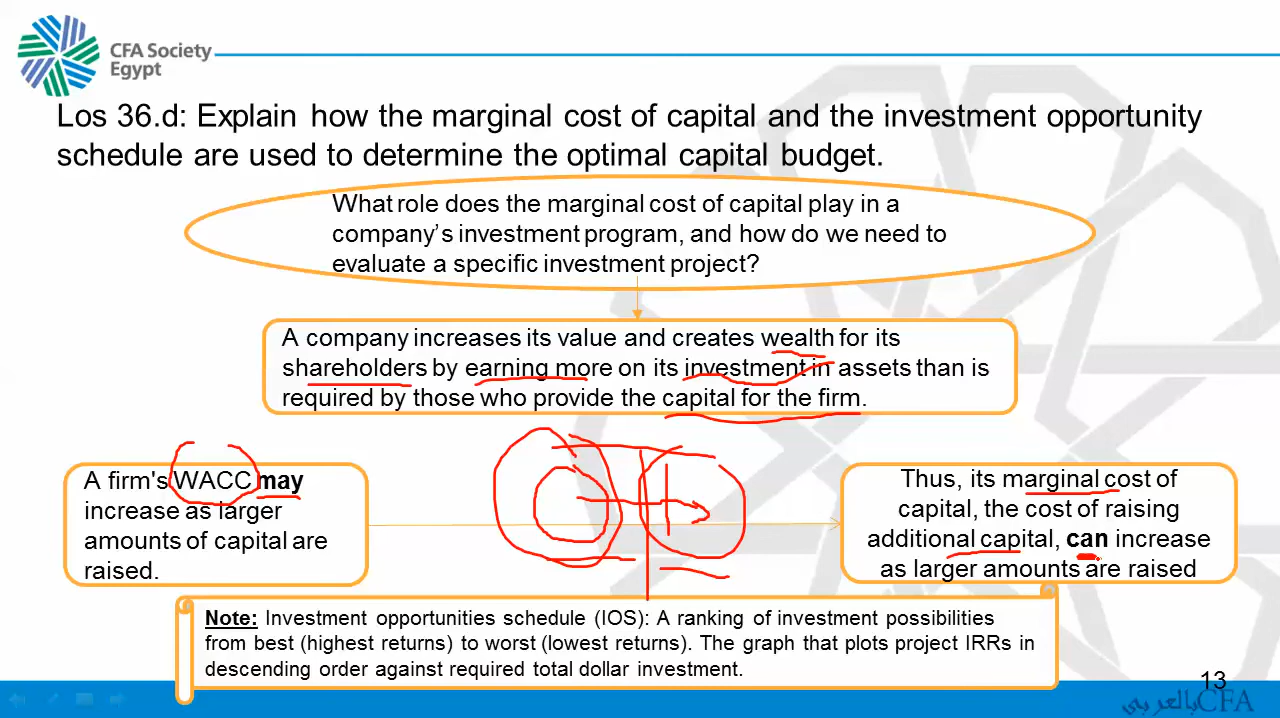 CFA Society
Egypt
Los 36.d: Explain how the marginal cost of capital and the investment opportunity
schedule are used to determine the optimal capital budget.
What role does the marginal cost of capital play in a
company's investment program, and how do we need to
evaluate a specific investment project?
A company increases its value and creates wealth for its
shareholders by earning more on its investment in assets than is
required by those who provide the capital for the firm.
A firm's WACC may
increase as larger
amounts of capital are
raised.
Thus, its marginal cost of
capital, the cost of raising
additional capital, can increase
as larger amounts are raised
Note: Investment opportunities schedule (IOS): A ranking of investment possibilities
from best (highest returns) to worst (lowest returns). The graph that plots project IRRs in
descending order against required total dollar investment.
13
CFA بالعربي